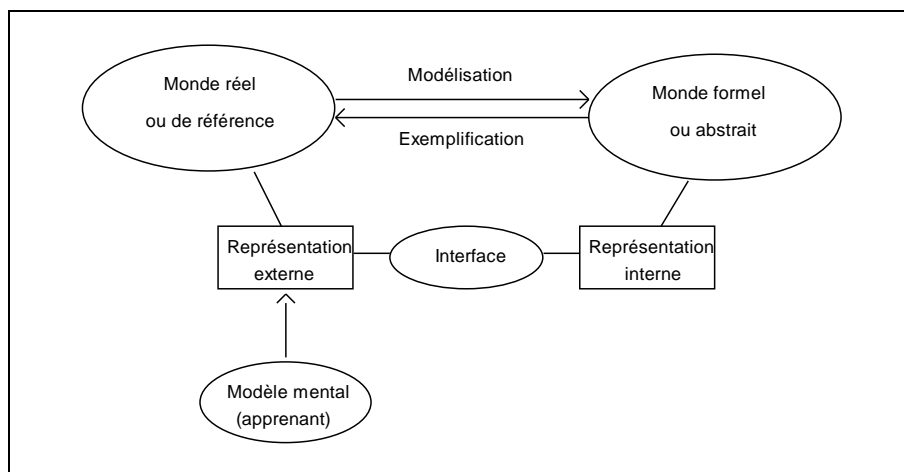 Monde réel
ou de référence
Modélisation
Exemplification
Monde formel
ou abstrait
Représentation
externe
Interface
Représentation
interne
Modèle mental
(apprenant)